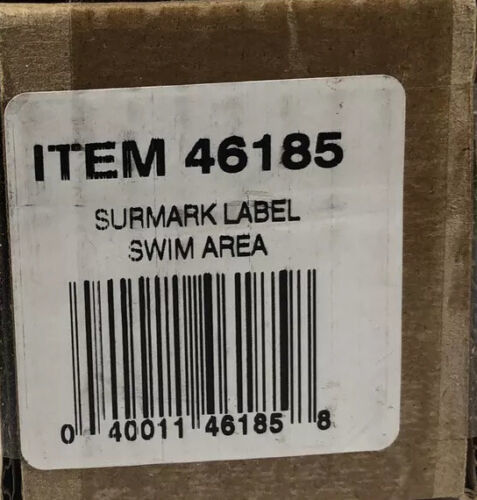 ITEM 46185
SURMARK LABEL
SWIM AREA
0 40011 46185 8